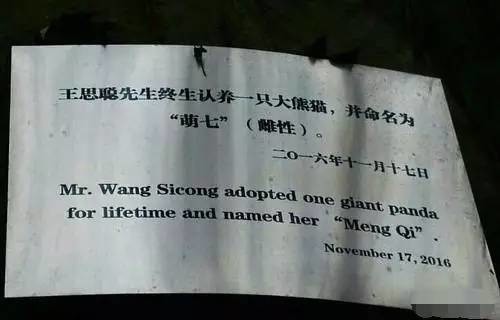 王思聪先生终生认养一只大熊猫，并命名为
“萌七”（雌性）。
二〇一六年十一月十七日
Mr. Wang Sicong adopted one giant panda
for lifetime and named her “Meng Qi”.
November 17, 2016